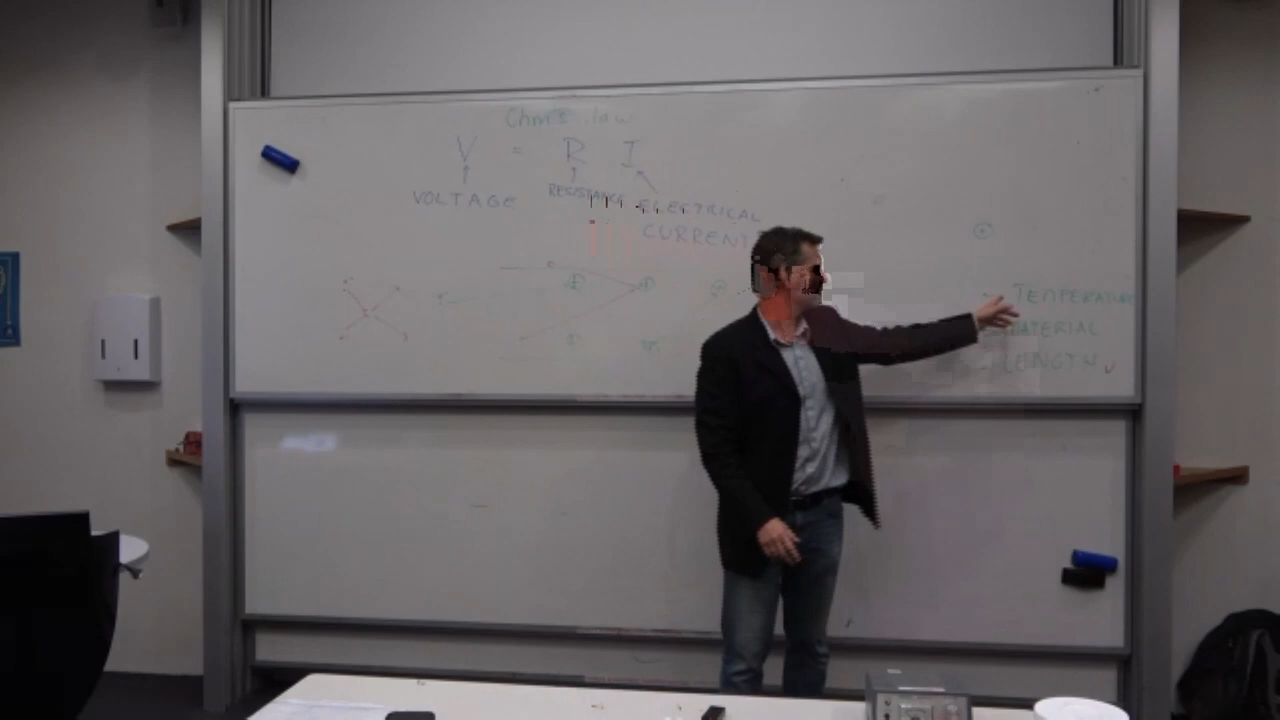 Ohm's law
V = R I
VOLTAGE RESISTANCE ELECTRICAL
CURRENT
TEMPERATURE
MATERIAL
LENGTH